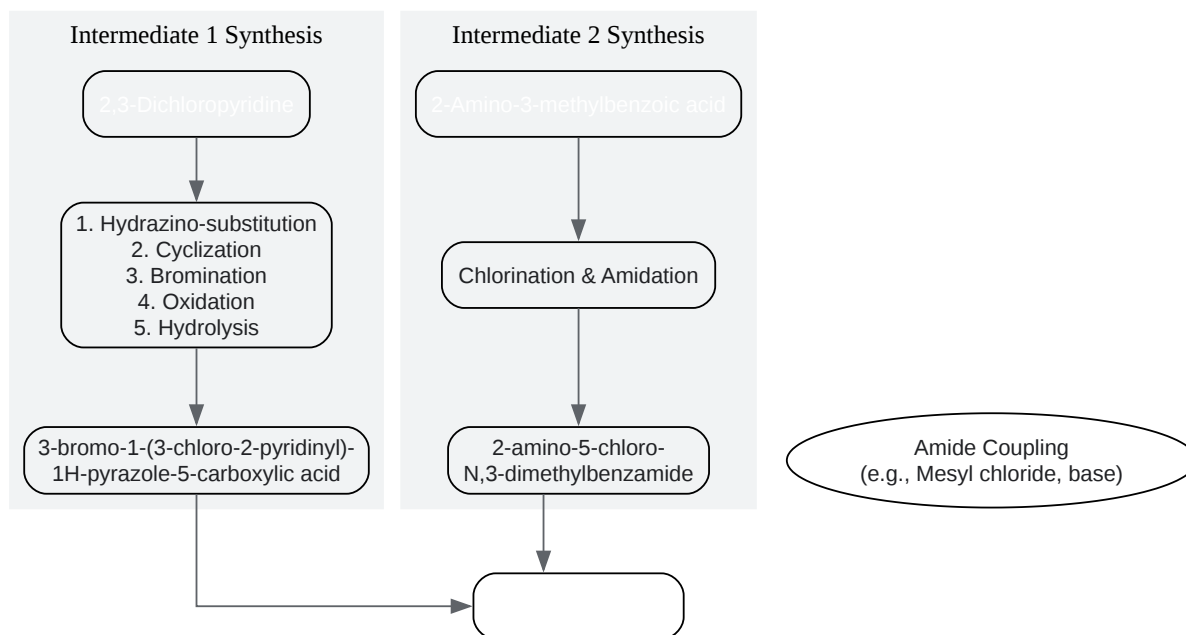 Intermediate 1 Synthesis
Intermediate 2 Synthesis
2,3-Dichloropyridine
2-Amino-3-methylbenzoic acid
1. Hydrazino-substitution
2. Cyclization
3. Bromination
4. Oxidation
5. Hydrolysis
Chlorination & Amidation
3-bromo-1-(3-chloro-2-pyridinyl)-
1H-pyrazole-5-carboxylic acid
2-amino-5-chloro-
N,3-dimethylbenzamide
Amide Coupling
(e.g., Mesyl chloride, base)